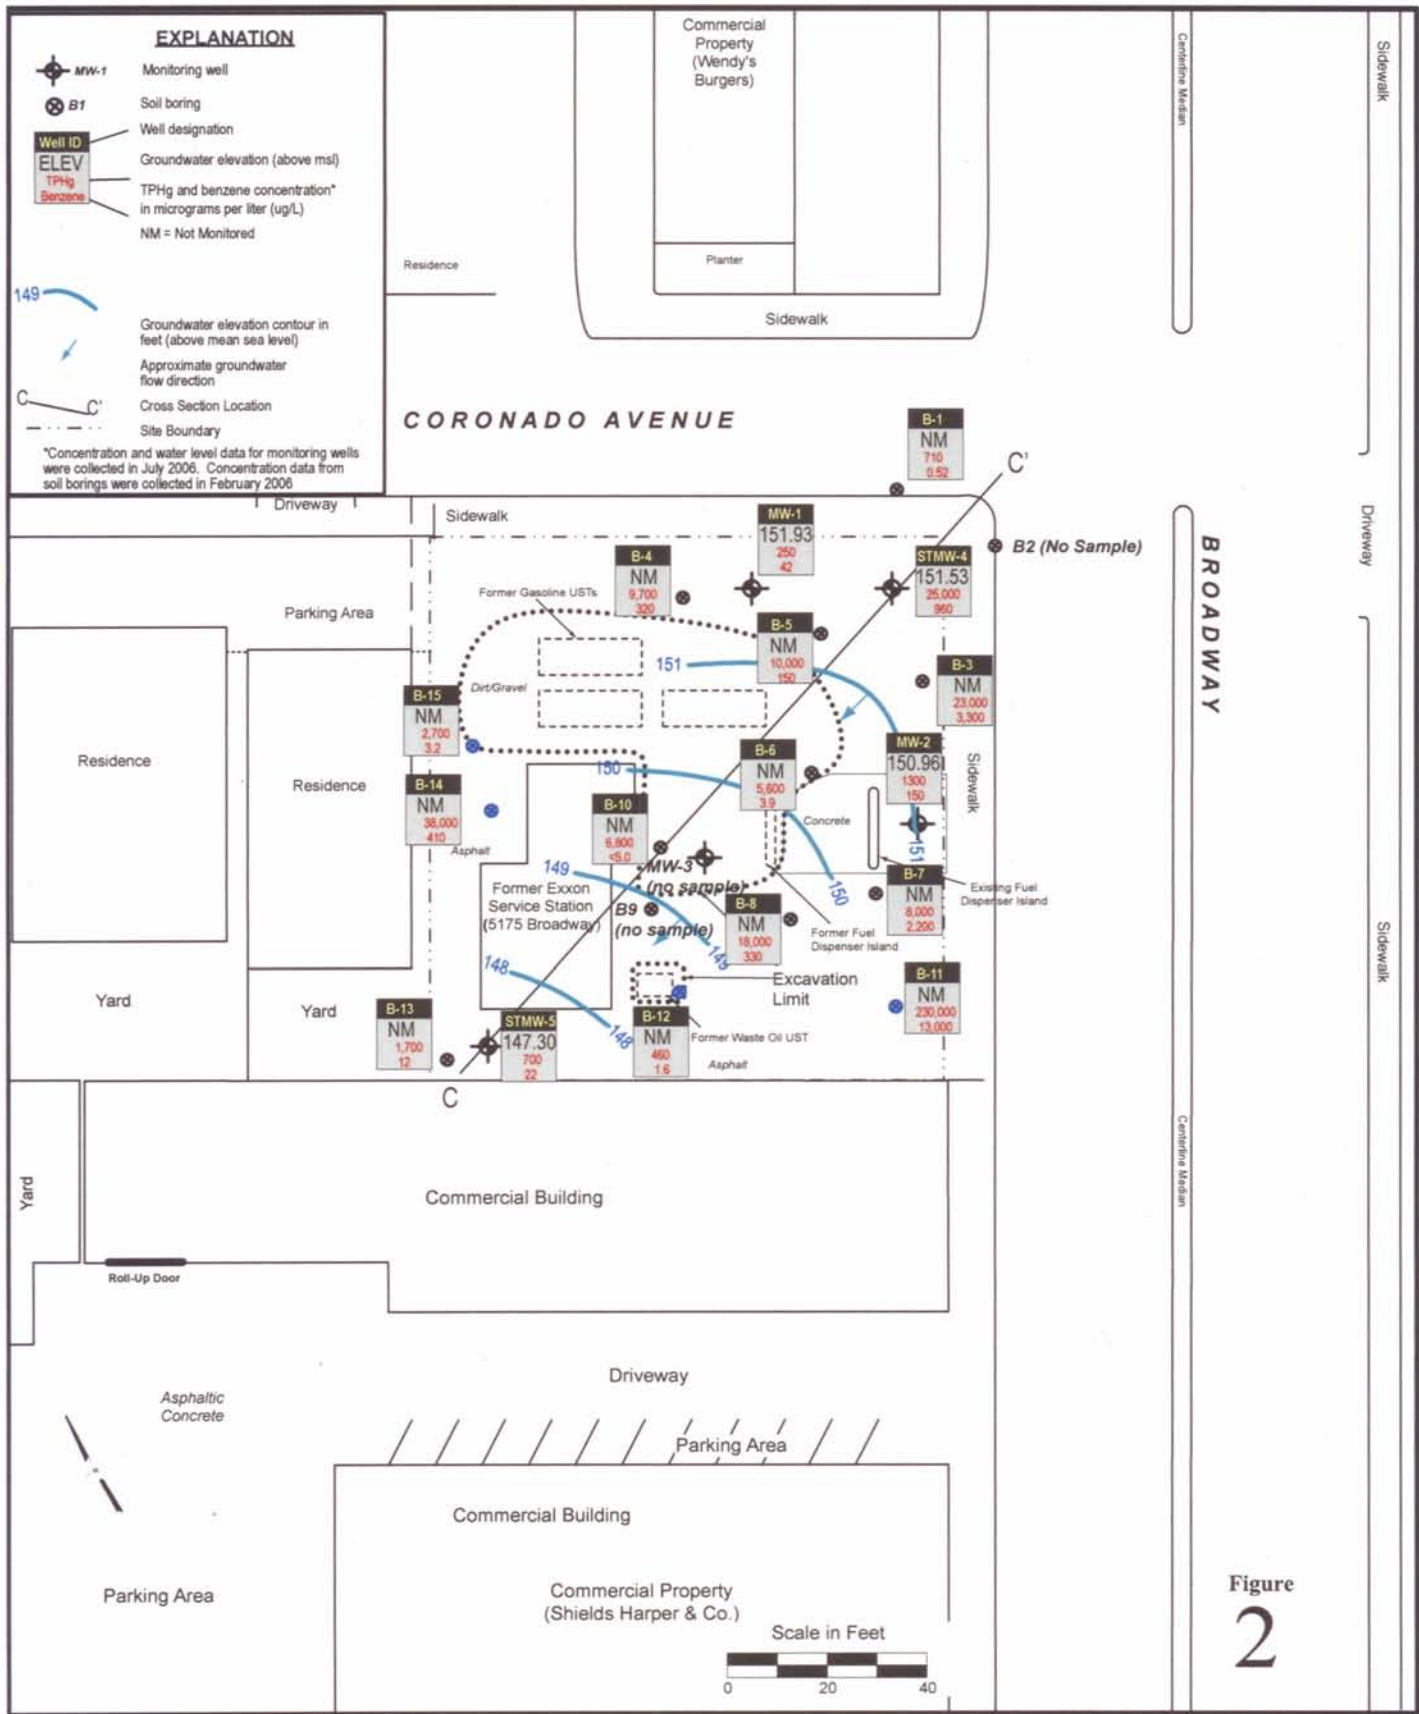 EXPLANATION
MW-1 Monitoring well
B1 Soil boring
Well designation
Well ID
ELEV
TPHg
Benzene
Groundwater elevation (above msl)
TPHg and benzene concentration*
in micrograms per liter (ug/L)
NM = Not Monitored
149
Groundwater elevation contour in
feet (above mean sea level)
Approximate groundwater
flow direction
C C' Cross Section Location
Site Boundary
*Concentration and water level data for monitoring wells
were collected in July 2006. Concentration data from
soil borings were collected in February 2006
Commercial
Property
(Wendy's
Burgers)
Centerline Median
Sidewalk
Residence
Planter
Sidewalk
CORONADO AVENUE
B-1
NM
710
0.52
C'
Driveway
Sidewalk
Driveway
MW-1
151.93
250
42
B2 (No Sample)
BROADWAY
B-4
NM
9,700
320
STMW-4
151.53
25,000
960
Former Gasoline USTs
Parking Area
B-5
NM
10,000
150
151
B-3
NM
23,000
3,300
Dirt/Gravel
B-15
NM
2,700
3.2
MW-2
150.96
1300
150
B-6
NM
5,600
3.9
Sidewalk
Residence
Residence
150
B-14
NM
38,000
410
B-10
NM
6,800
<5.0
Concrete
Asphalt
151
MW-3
(no sample)
149
150
B-7
NM
8,000
2,200
Existing Fuel
Dispenser Island
Former Exxon
Service Station
(5175 Broadway)
B9
(no sample)
B-8
NM
18,000
330
Former Fuel
Dispenser Island
Sidewalk
149
148
Excavation
Limit
B-11
NM
230,000
13,000
Yard
Yard
B-13
NM
1,700
12
STMW-5
147.30
700
22
148
B-12
NM
460
1.6
Former Waste Oil UST
Asphalt
C
Yard
Commercial Building
Centerline Median
Roll-Up Door
Driveway
Asphaltic
Concrete
Parking Area
Commercial Building
Parking Area
Commercial Property
(Shields Harper & Co.)
Scale in Feet
0 20 40
Figure
2